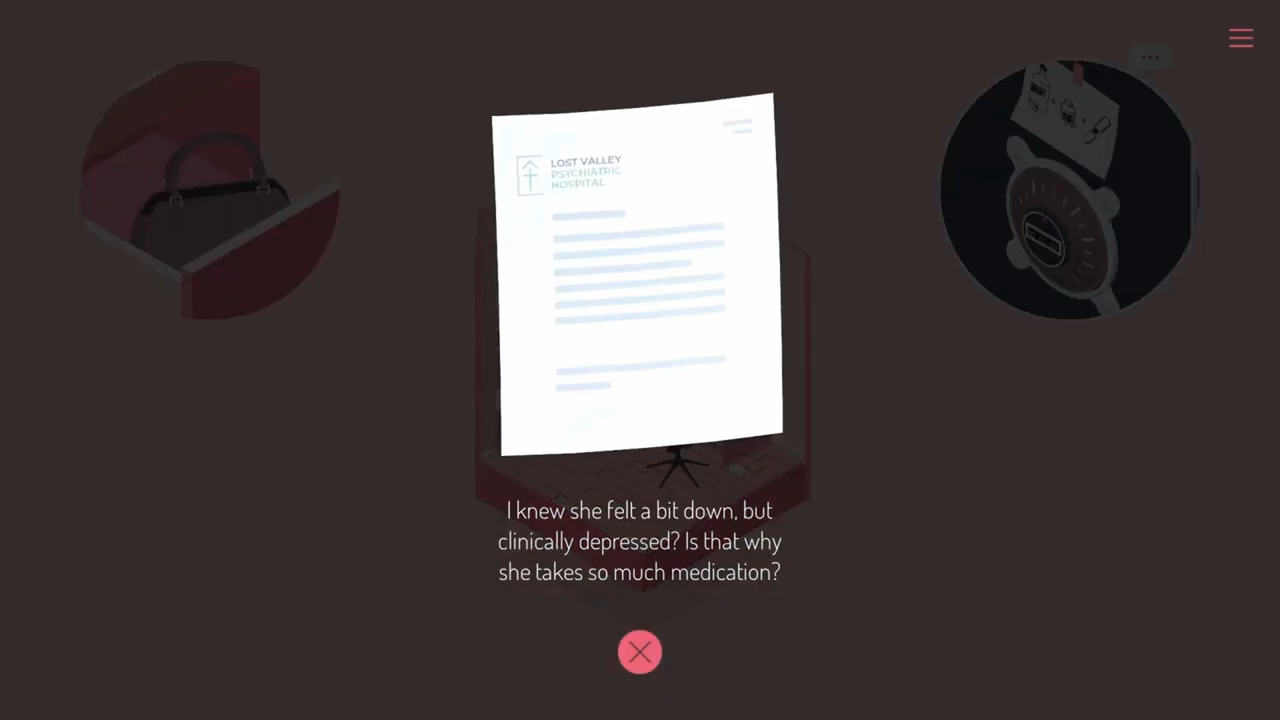 LOST VALLEY
PSYCHIATRIC
HOSPITAL
I knew she felt a bit down, but
clinically depressed? Is that why
she takes so much medication?